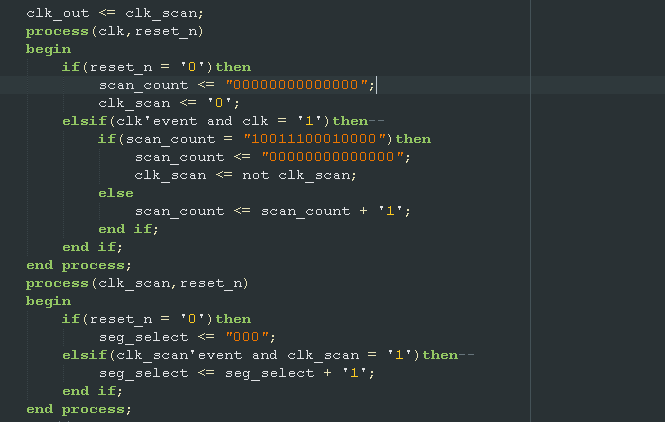 clk_out <= clk_scan;
process(clk,reset_n)
begin
if(reset_n = '0')then
scan_count <= "00000000000000";
clk_scan <= '0';
elsif(clk'event and clk = '1')then--
if(scan_count = "10011100010000")then
scan_count <= "00000000000000";
clk_scan <= not clk_scan;
else
scan_count <= scan_count + '1';
end if;
end if;
end process;
process(clk_scan,reset_n)
begin
if(reset_n = '0')then
seg_select <= "000";
elsif(clk_scan'event and clk_scan = '1')then--
seg_select <= seg_select + '1';
end if;
end process;